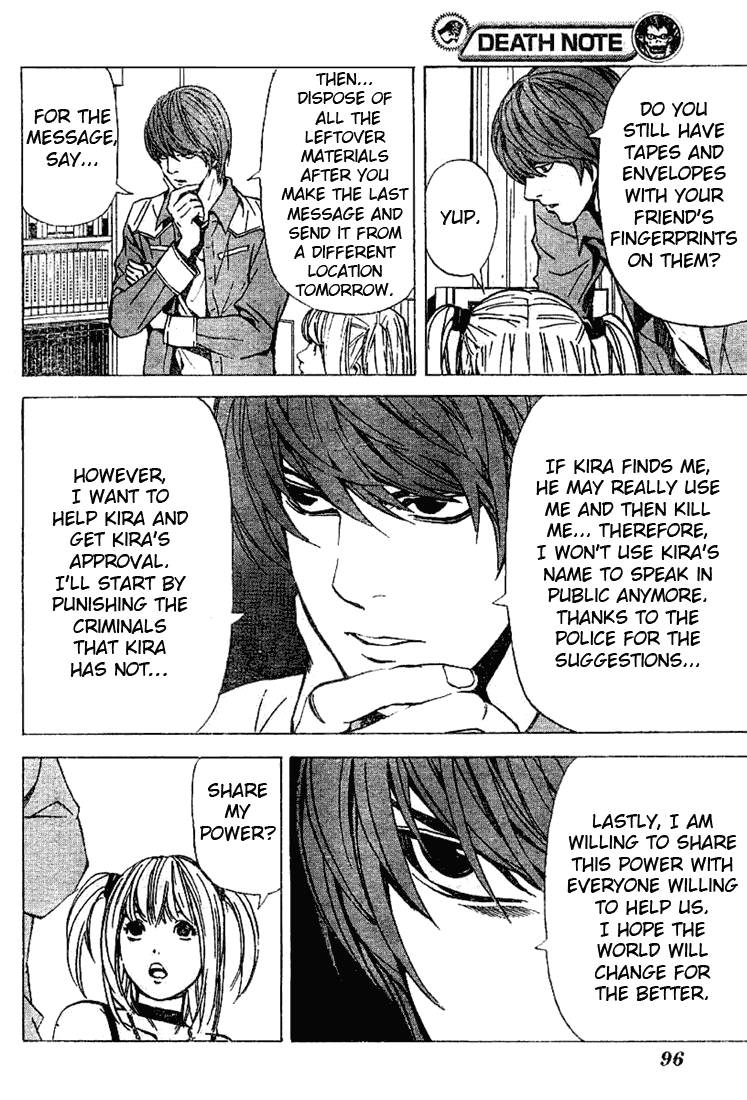 DEATH NOTE
DO YOU
STILL HAVE
TAPES AND
ENVELOPES
WITH YOUR
FRIEND'S
FINGERPRINTS
ON THEM?
YUP.
THEN...
DISPOSE OF
ALL THE
LEFTOVER
MATERIALS
AFTER YOU
MAKE THE LAST
MESSAGE AND
SEND IT FROM
A DIFFERENT
LOCATION
TOMORROW.
FOR THE
MESSAGE,
SAY...
IF KIRA FINDS ME,
HE MAY REALLY USE
ME AND THEN KILL
ME... THEREFORE,
I WON'T USE KIRA'S
NAME TO SPEAK IN
PUBLIC ANYMORE.
THANKS TO THE
POLICE FOR THE
SUGGESTIONS...
HOWEVER,
I WANT TO
HELP KIRA AND
GET KIRA'S
APPROVAL.
I'LL START BY
PUNISHING THE
CRIMINALS
THAT KIRA
HAS NOT...
LASTLY, I AM
WILLING TO SHARE
THIS POWER WITH
EVERYONE WILLING
TO HELP US.
I HOPE THE
WORLD WILL
CHANGE FOR
THE BETTER.
SHARE
MY
POWER?
96